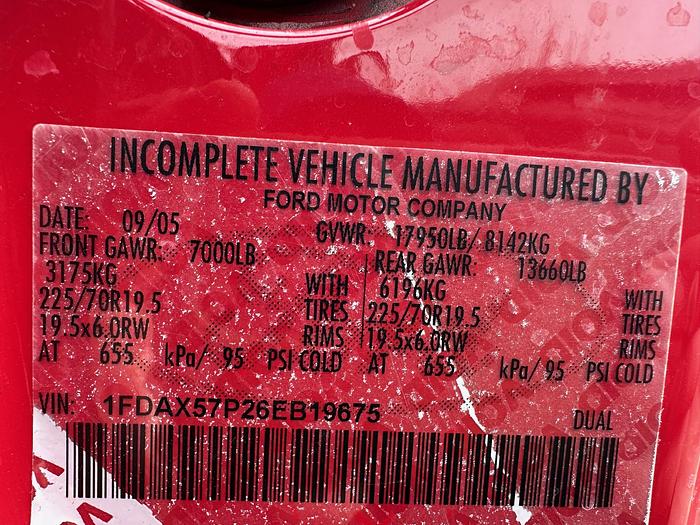 INCOMPLETE VEHICLE MANUFACTURED BY
FORD MOTOR COMPANY
DATE: 09/05 GVWR: 17950LB/ 8142KG
FRONT GAWR: 7000LB REAR GAWR: 13660LB
3175KG WITH 6196KG WITH
225/70R19.5 TIRES 225/70R19.5 TIRES
19.5x6.0RW RIMS 19.5x6.0RW RIMS
AT 655 kPa/ 95 PSI COLD AT 655 kPa/ 95 PSI COLD
VIN: 1FDAX57P26EB19675 DUAL